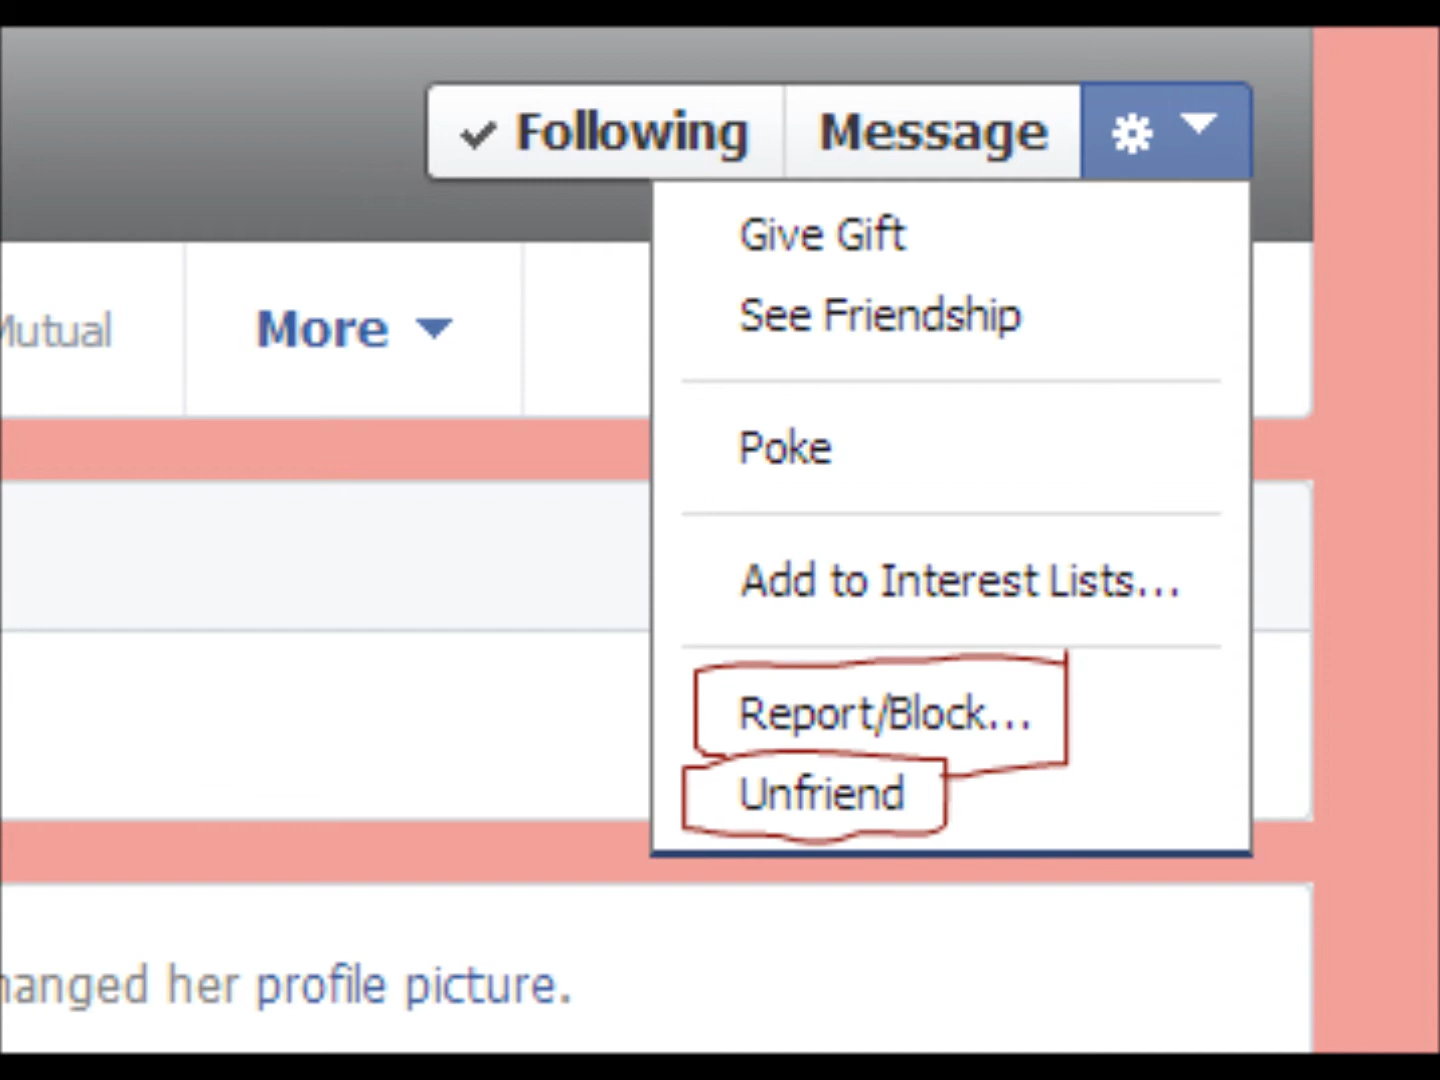 Following Message
Give Gift
See Friendship
Mutual More
Poke
Add to Interest Lists...
Report/Block...
Unfriend
hanged her profile picture.